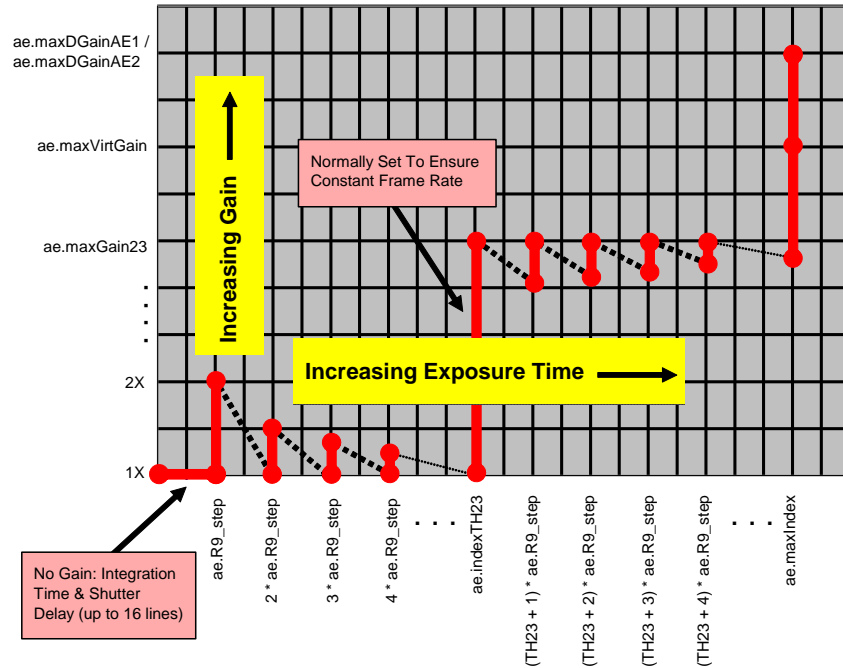 ae.maxDGainAE1 /
ae.maxDGainAE2
ae.maxVirtGain
ae.maxGain23
. . . .
2X
1X
Increasing Gain
Normally Set To Ensure
Constant Frame Rate
Increasing Exposure Time
No Gain: Integration
Time & Shutter
Delay (up to 16 lines)
ae.R9_step
2 * ae.R9_step
3 * ae.R9_step
4 * ae.R9_step
. . .
ae.indexTH23
(TH23 + 1) * ae.R9_step
(TH23 + 2) * ae.R9_step
(TH23 + 3) * ae.R9_step
(TH23 + 4) * ae.R9_step
. . .
ae.maxIndex